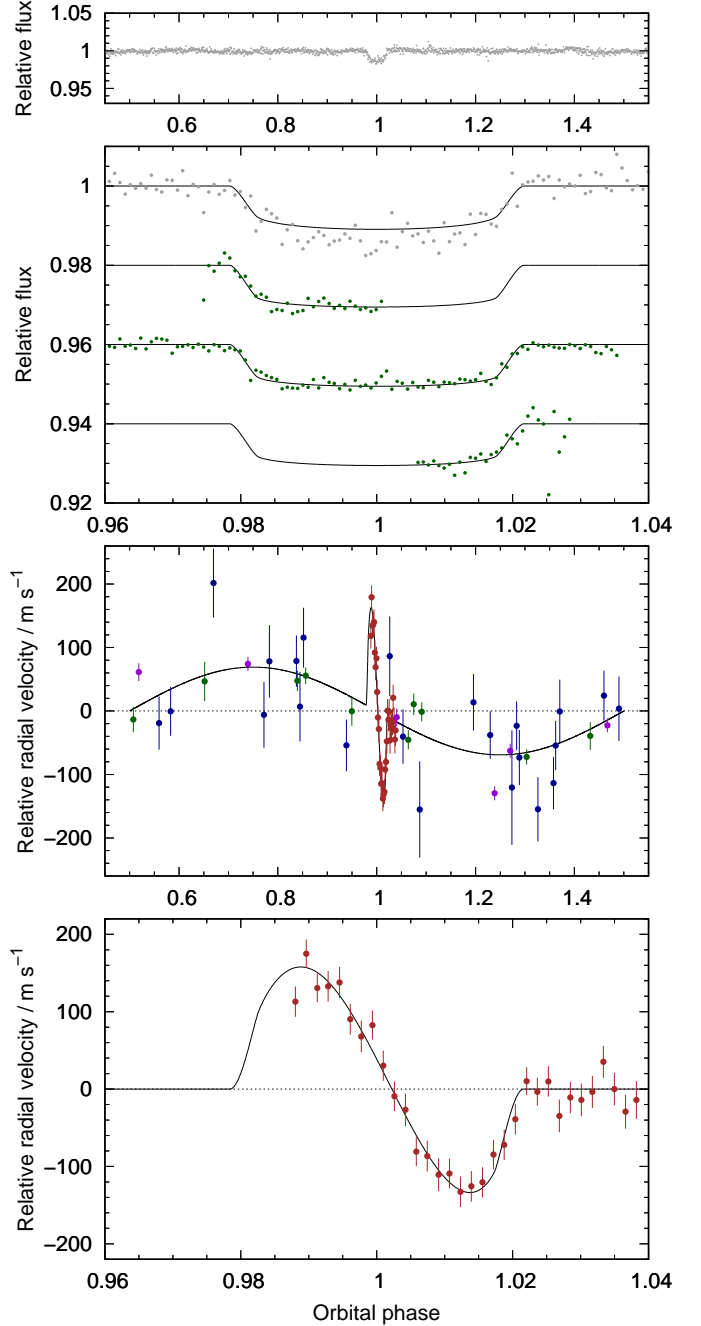 Relative flux
1.05
1
0.95
0.6 0.8 1 1.2 1.4
Relative flux
1
0.98
0.96
0.94
0.92
0.96 0.98 1 1.02 1.04
Relative radial velocity / m s−1
200
100
0
−100
−200
0.6 0.8 1 1.2 1.4
Relative radial velocity / m s−1
200
100
0
−100
−200
0.96 0.98 1 1.02 1.04
Orbital phase